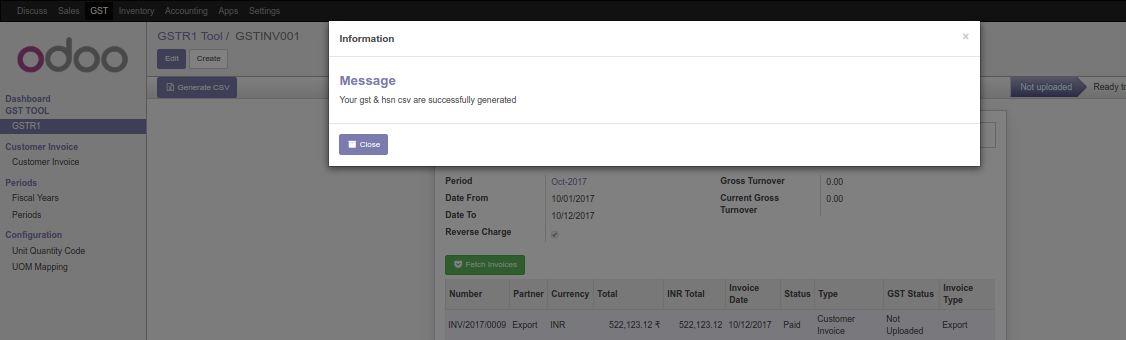 Discuss Sales GST Inventory Accounting Apps Settings
odoo
Dashboard
GST TOOL
GSTR1
Customer Invoice
Customer Invoice
Periods
Fiscal Years
Periods
Configuration
Unit Quantity Code
UOM Mapping
GSTR1 Tool / GSTINV001
Edit Create
Generate CSV
Not uploaded Ready to
Information ×
Message
Your gst & hsn csv are successfully generated
Close
Period Oct-2017 Gross Turnover 0.00
Date From 10/01/2017 Current Gross 0.00
Turnover
Date To 10/12/2017
Reverse Charge
Fetch Invoices
Number Partner Currency Total INR Total Invoice Date Status Type GST Status Invoice Type
INV/2017/0009 Export INR 522,123.12 ₹ 522,123.12 10/12/2017 Paid Customer Invoice Not Uploaded Export